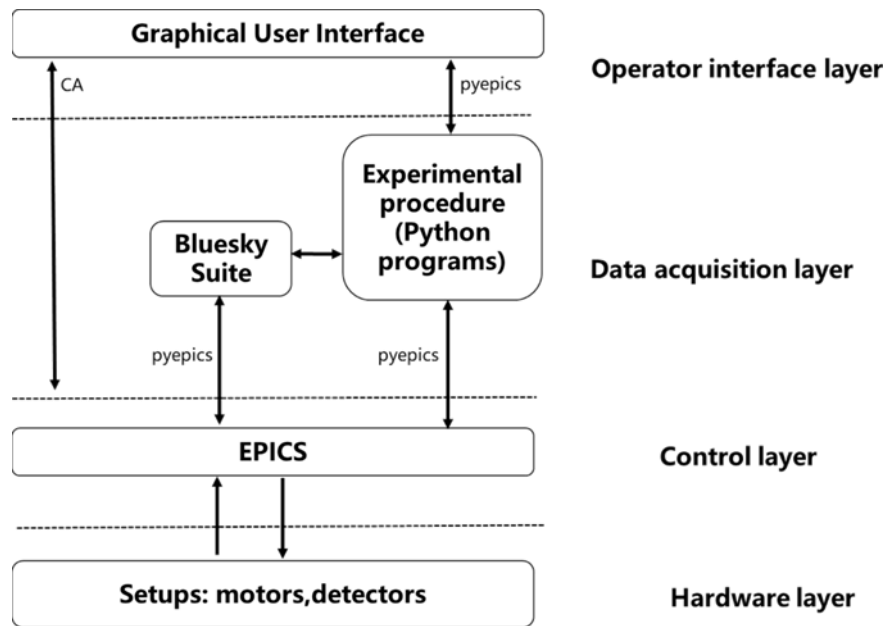 Graphical User Interface
Operator interface layer
CA
pyepics
Experimental
procedure
(Python
programs)
Bluesky
Suite
Data acquisition layer
pyepics
pyepics
EPICS
Control layer
Setups: motors,detectors
Hardware layer